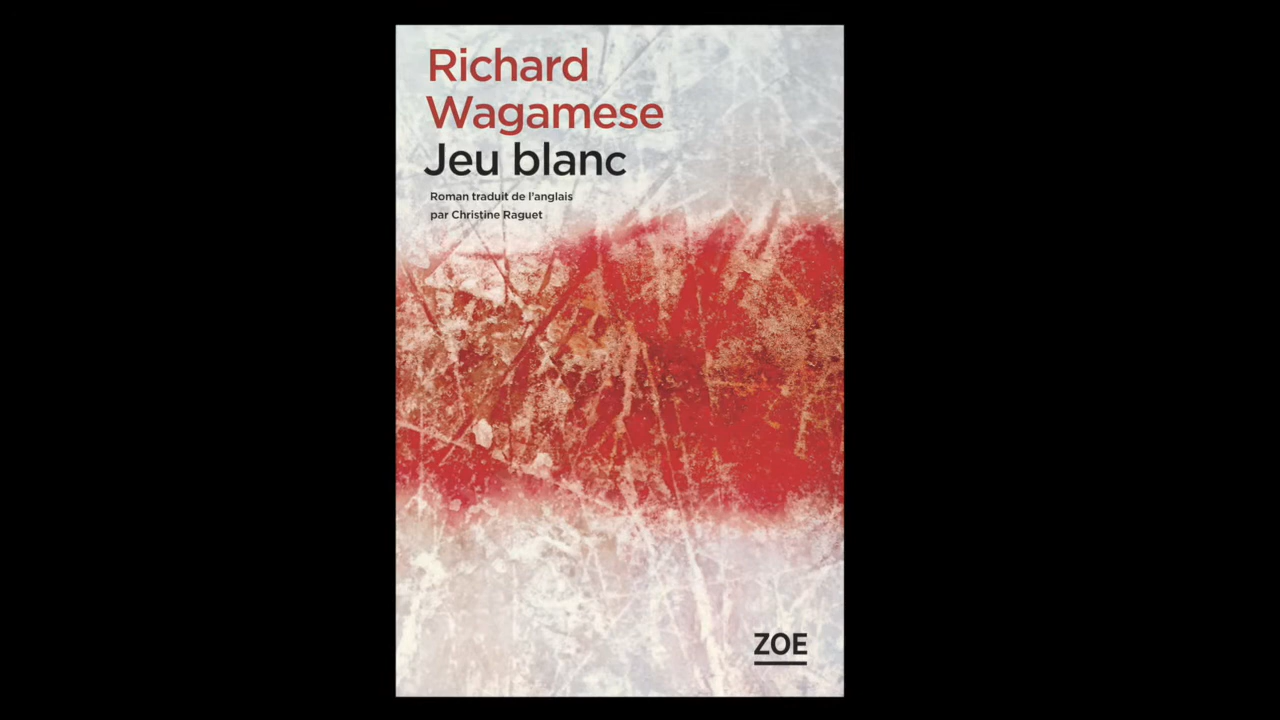 Richard
Wagamese
Jeu blanc
Roman traduit de l'anglais
par Christine Raguet
ZOE